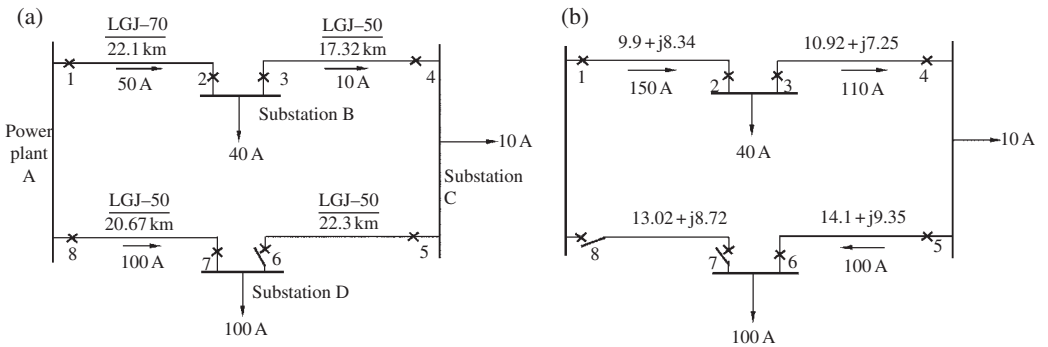 (a)
LGJ–70
22.1 km
50 A
LGJ–50
17.32 km
10 A
1
2
3
4
Substation B
40 A
Power
plant
A
10 A
Substation
C
LGJ–50
20.67 km
100 A
LGJ–50
22.3 km
8
7
6
5
Substation D
100 A
(b)
9.9 + j8.34
150 A
10.92 + j7.25
110 A
1
2
3
4
40 A
10 A
13.02 + j8.72
14.1 + j9.35
100 A
8
7
6
5
100 A